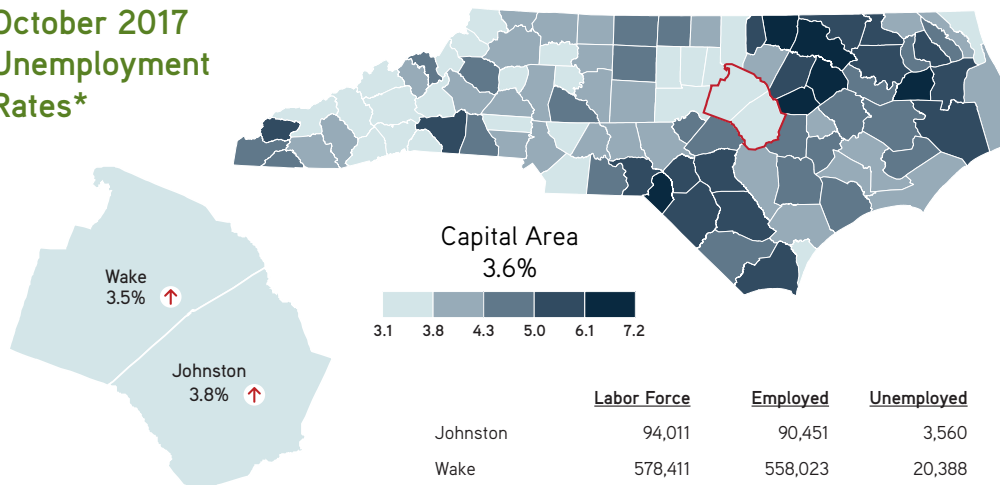 October 2017
Unemployment
Rates*
Capital Area
3.6%
3.1 3.8 4.3 5.0 6.1 7.2
Wake
3.5%
Johnston
3.8%
Labor Force Employed Unemployed
Johnston 94,011 90,451 3,560
Wake 578,411 558,023 20,388